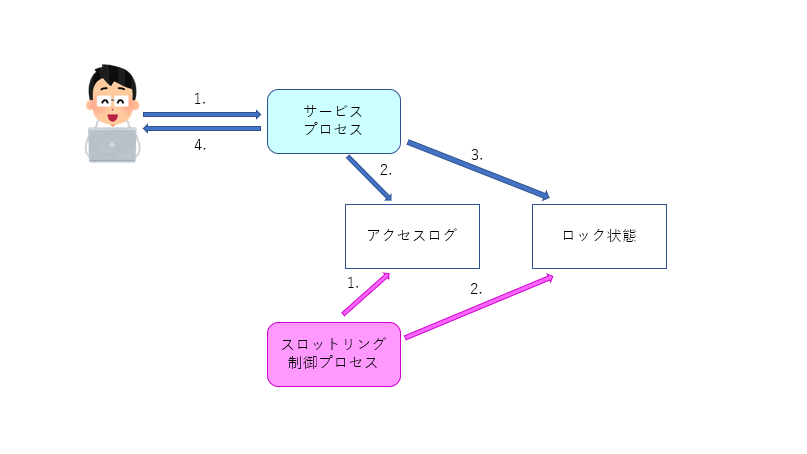 1.
サービス
プロセス
4.
2.
3.
アクセスログ
ロック状態
1.
2.
スロットリング
制御プロセス